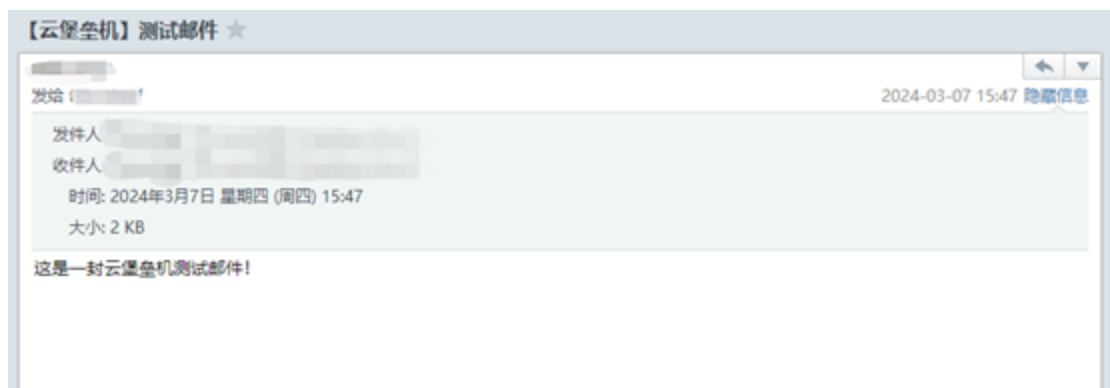 【云堡垒机】测试邮件
发给
2024-03-07 15:47 隐藏信息
发件人
收件人
时间: 2024年3月7日 星期四 (周四) 15:47
大小: 2 KB
这是一封云堡垒机测试邮件!